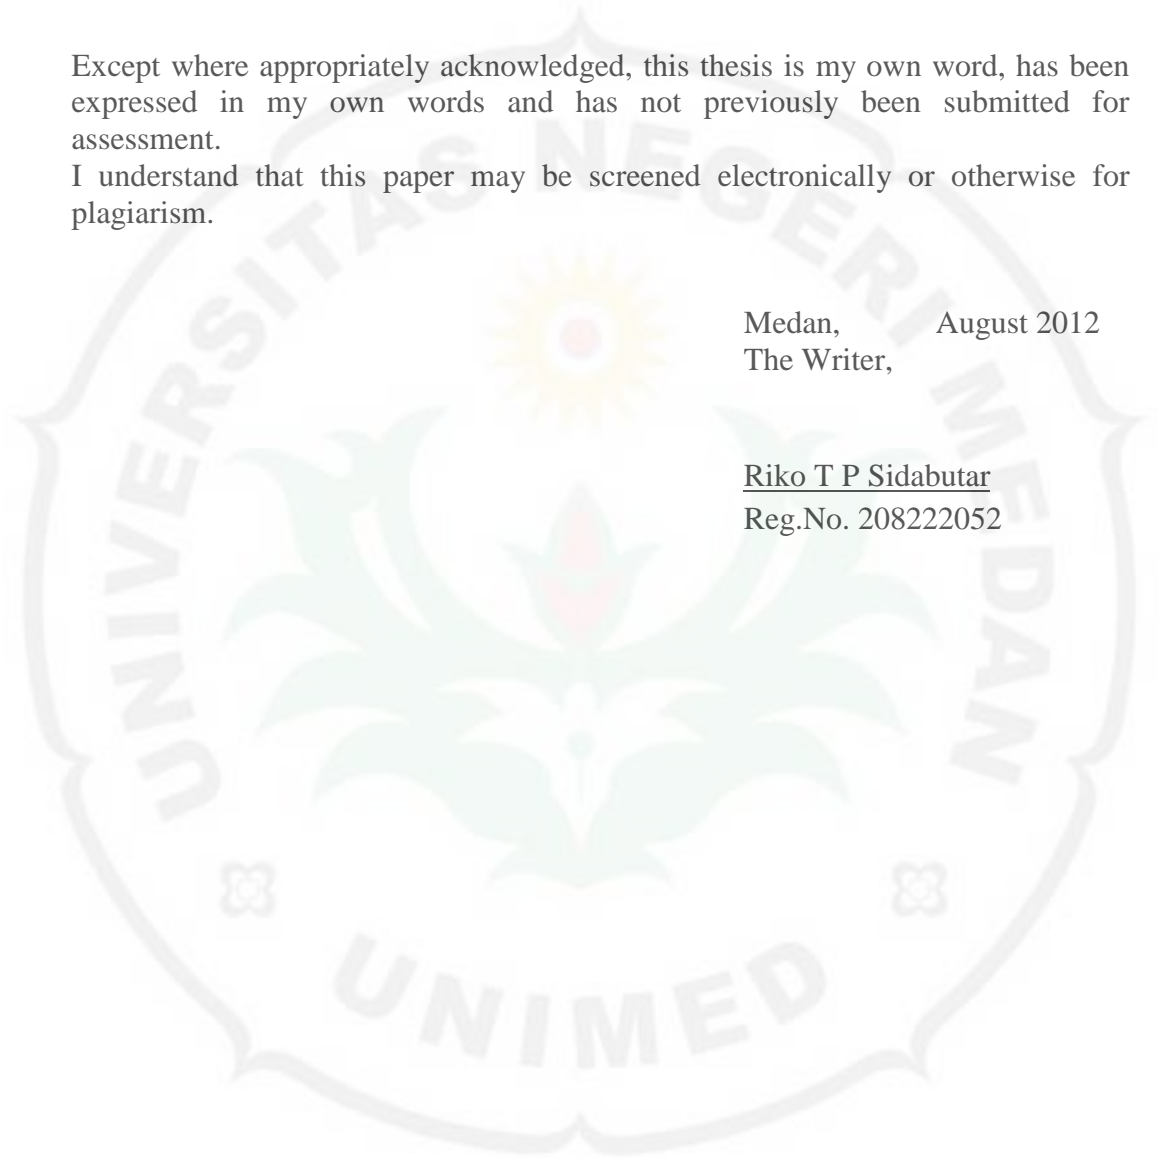 Except where appropriately acknowledged, this thesis is my own word, has been
expressed in my own words and has not previously been submitted for
assessment.
I understand that this paper may be screened electronically or otherwise for
plagiarism.
Medan, August 2012
The Writer,
Riko T P Sidabutar
Reg.No. 208222052
UNIVERSITAS NEGERI MEDAN
UNIMED